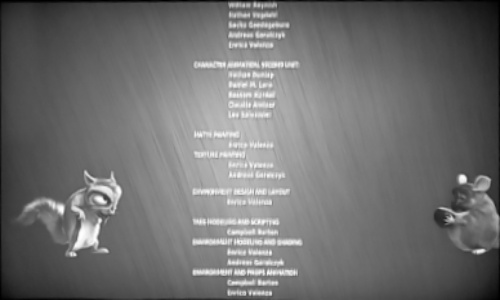 William Reynish
Nathan Vegdahl
Sacha Goedegebure
Andreas Goralczyk
Enrico Valenza
CHARACTER ANIMATION, SECOND UNIT:
Nathan Dunlap
Daniel M. Lara
Bassam Kurdali
Claudio Andaur
Leo Salvenieri
MATTE PAINTING
Enrico Valenza
TEXTURE PAINTING
Enrico Valenza
Andreas Goralczyk
ENVIRONMENT DESIGN AND LAYOUT
Enrico Valenza
TREE MODELING AND SCRIPTING
Campbell Barton
ENVIRONMENT MODELING AND SHADING
Enrico Valenza
Andreas Goralczyk
ENVIRONMENT AND PROPS ANIMATION
Campbell Barton
Enrico Valenza